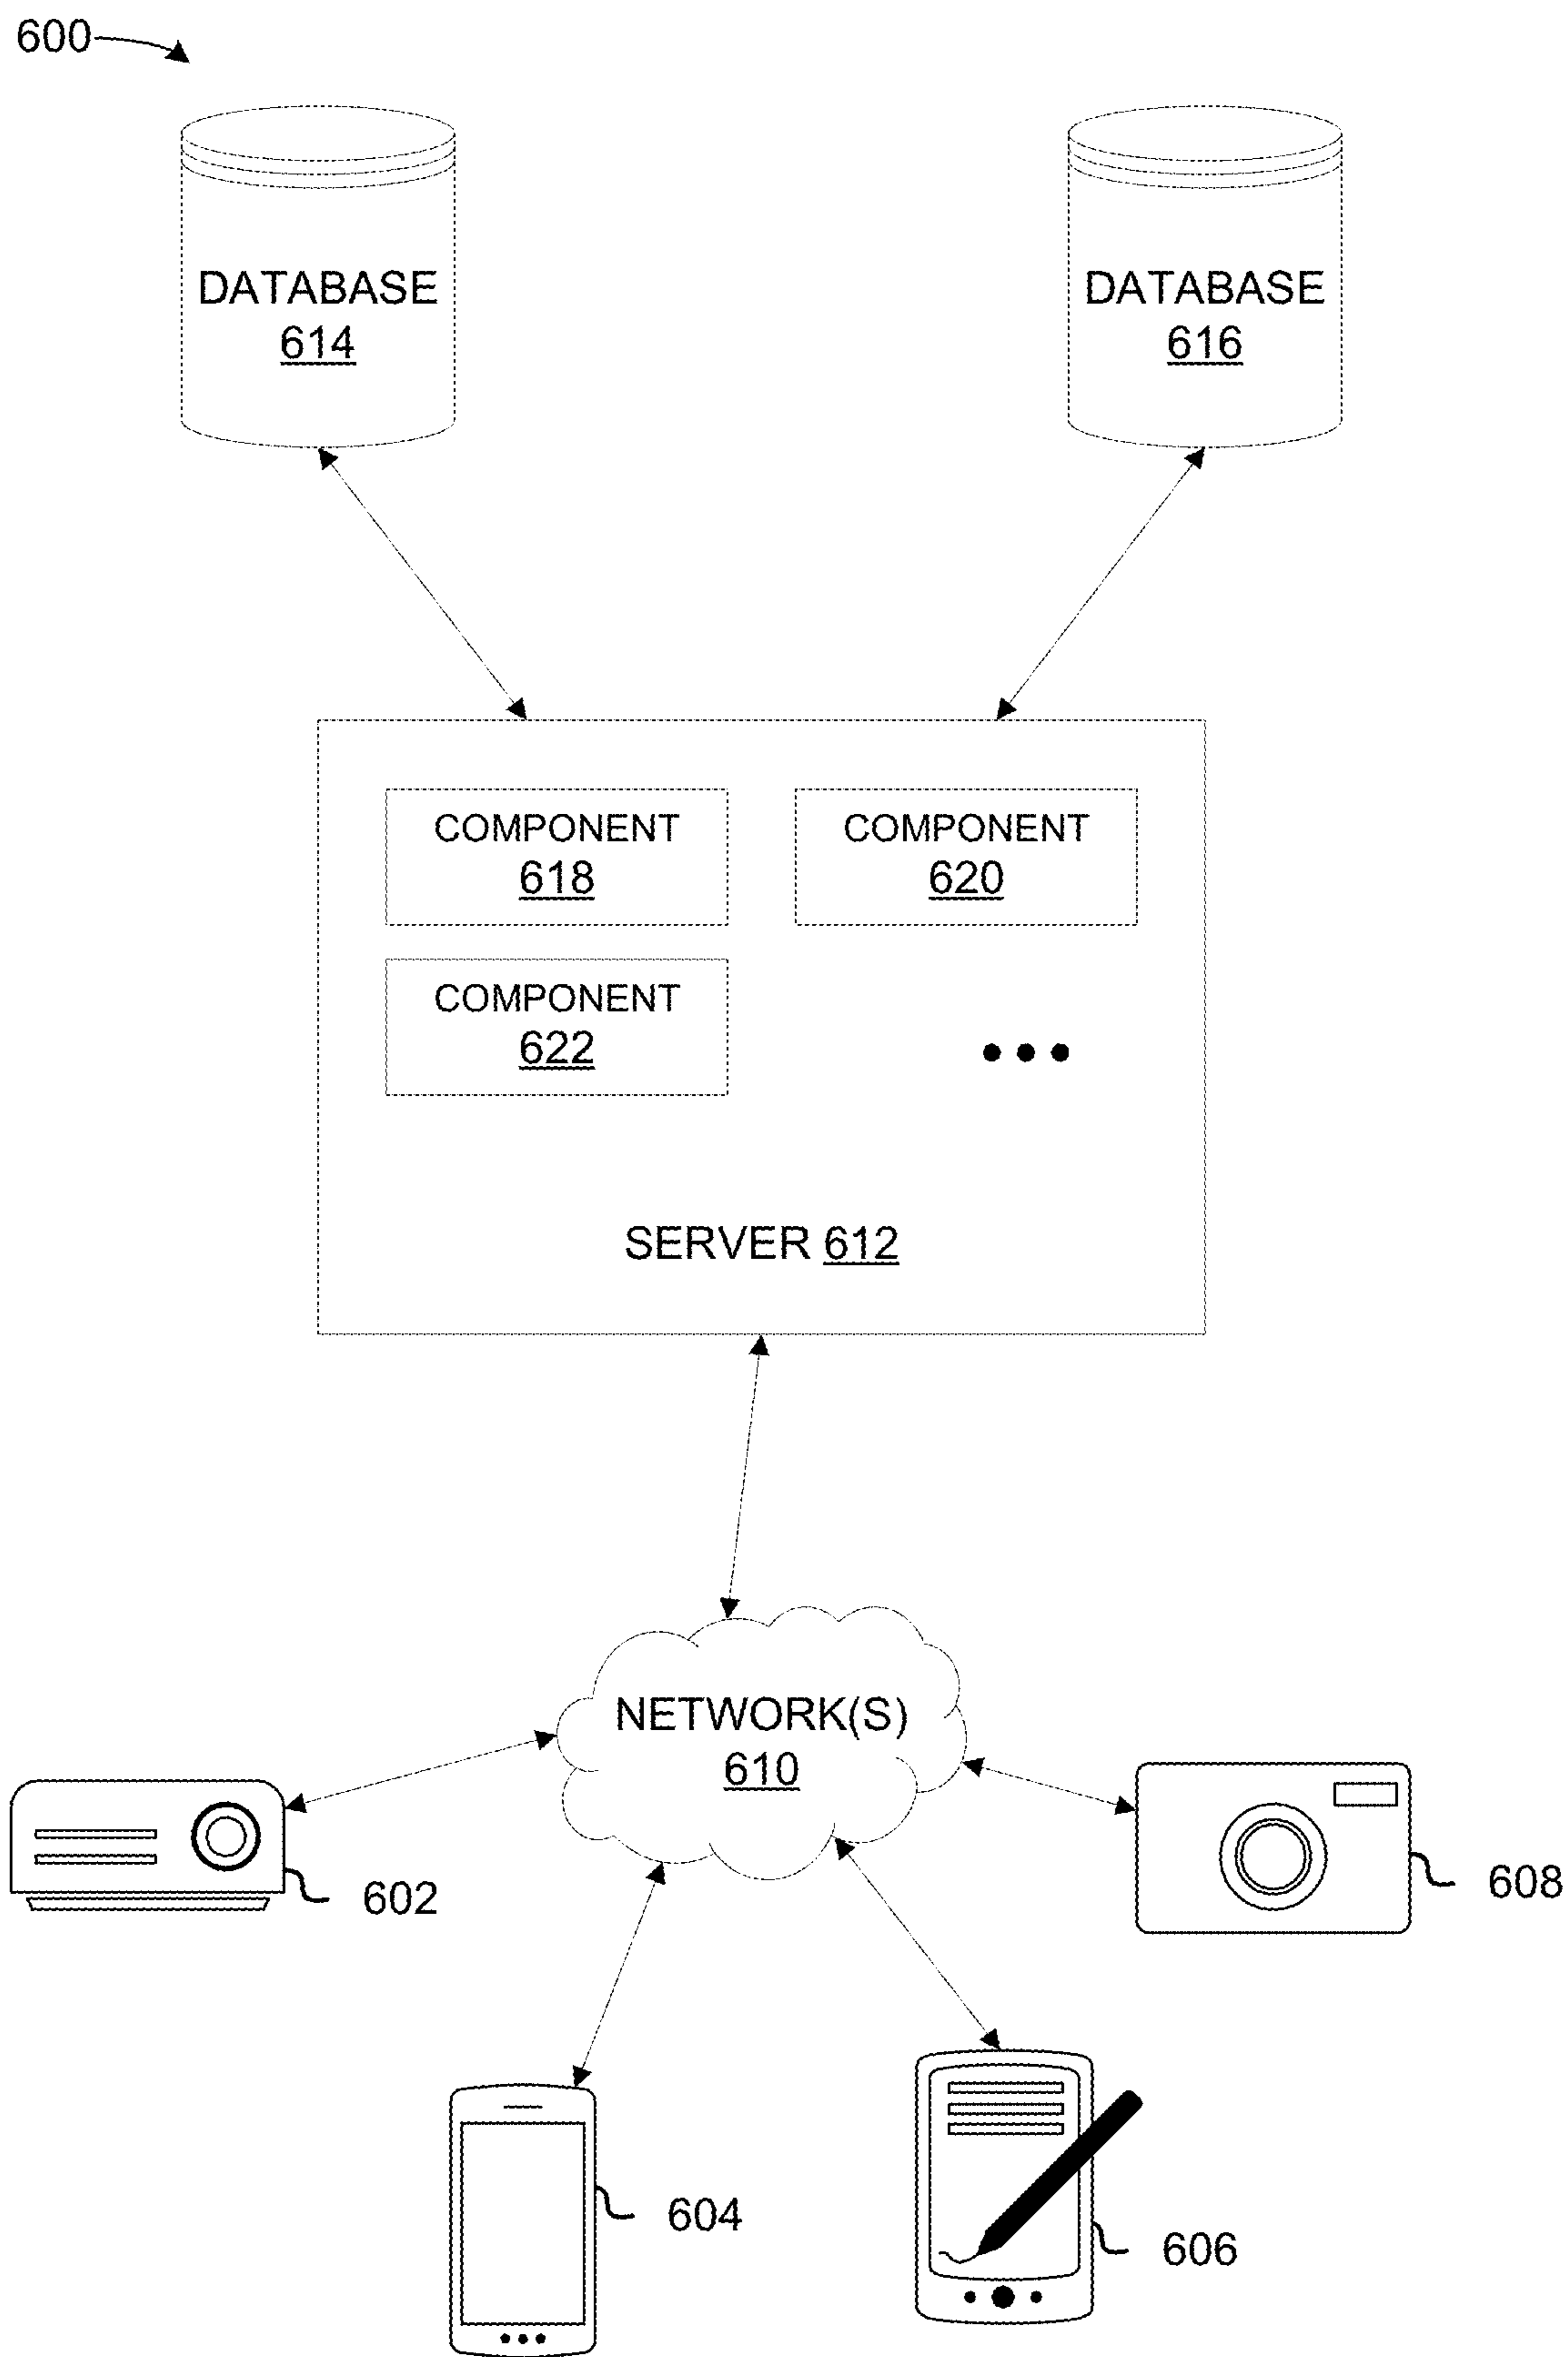 600
DATABASE
614
DATABASE
616
COMPONENT
618
COMPONENT
620
COMPONENT
622
SERVER 612
NETWORK(S)
610
602
608
604
606